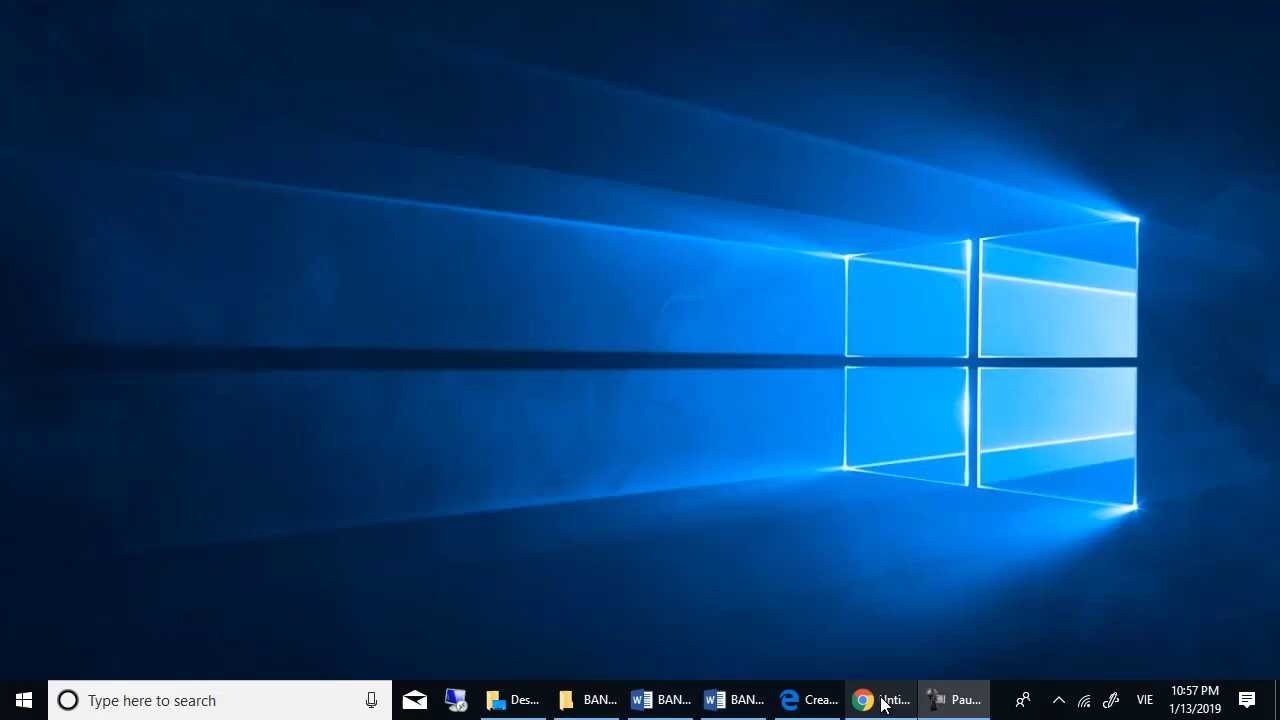 Type here to search
Des...
BAN...
BAN...
BAN...
Crea...
Unti...
Pau...
VIE
10:57 PM
1/13/2019